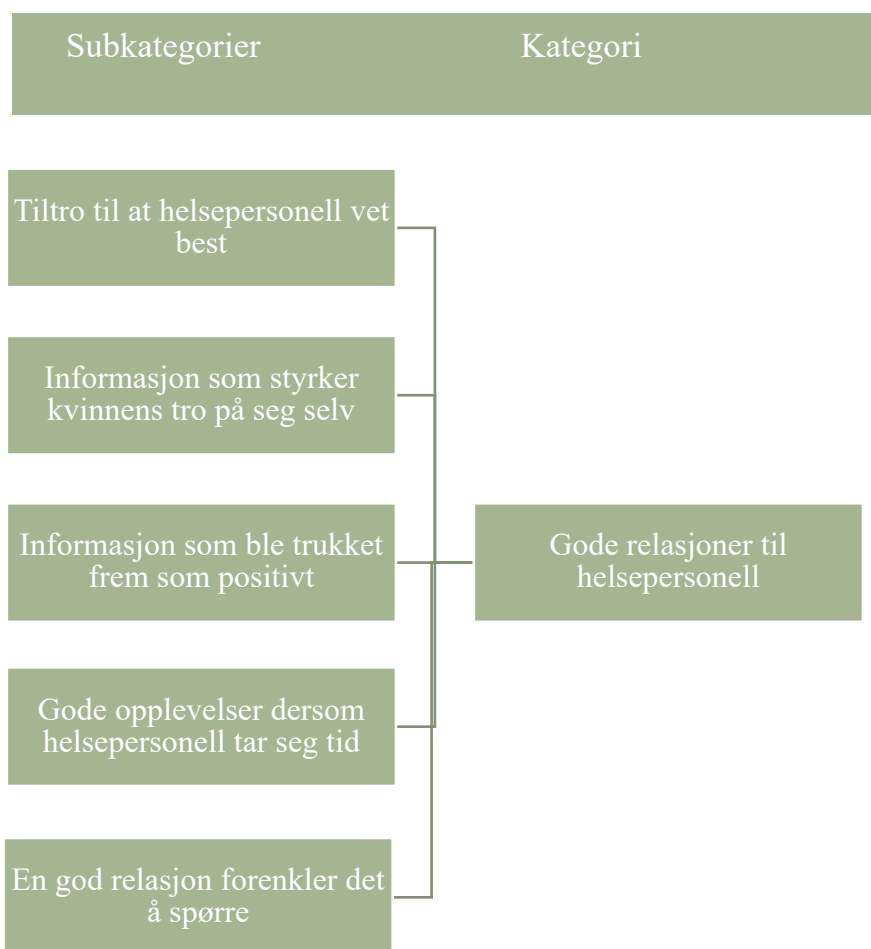 Subkategorier
Kategori
Tiltro til at helsepersonell vet
best
Informasjon som styrker
kvinnens tro på seg selv
Informasjon som ble trukket
frem som positivt
Gode opplevelser dersom
helsepersonell tar seg tid
En god relasjon forenkler det
å spørre
Gode relasjoner til
helsepersonell